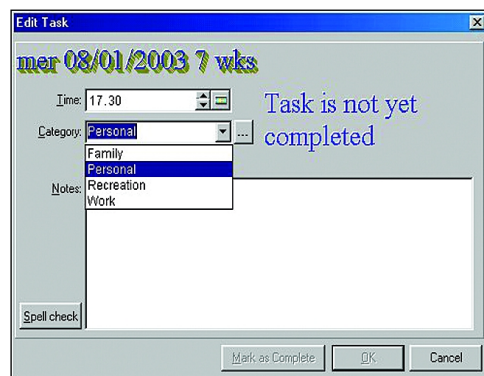 Edit Task
mer 08/01/2003 7 wks
Time: 17.30
Task is not yet
completed
Category: Personal
...
Family
Personal
Recreation
Work
Notes:
Spell check
Mark as Complete
OK
Cancel